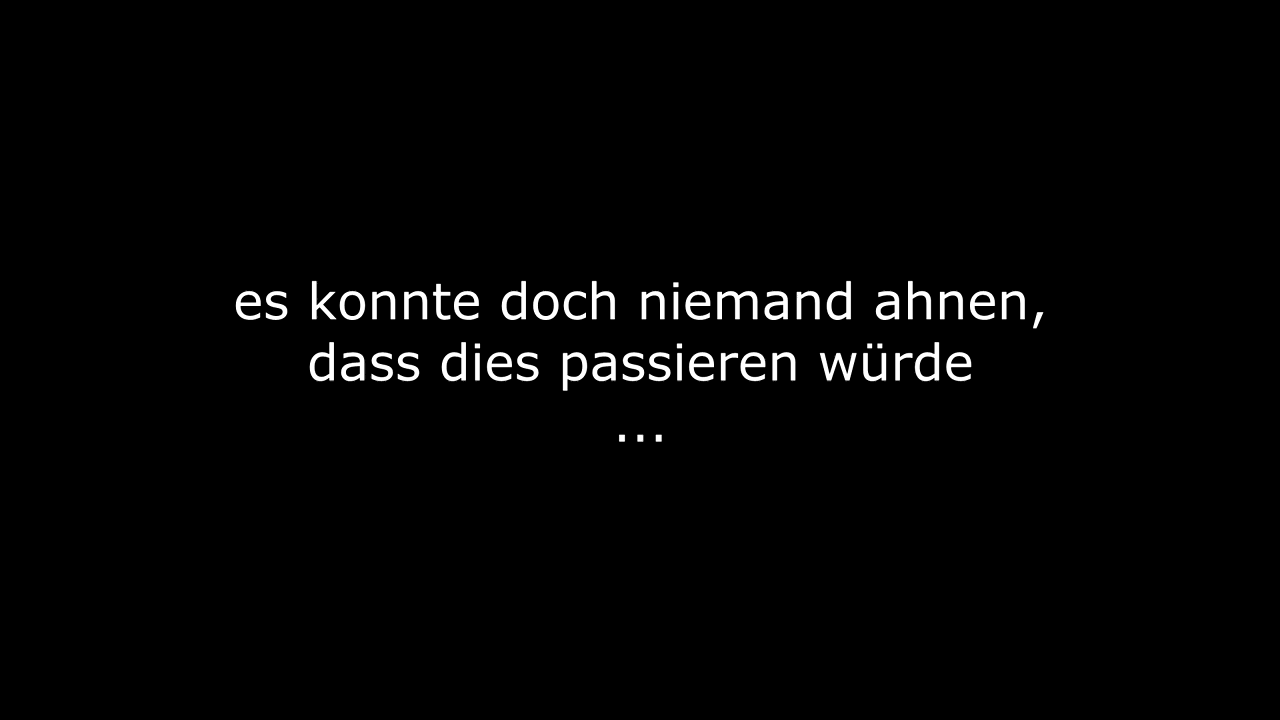 es konnte doch niemand ahnen,
dass dies passieren würde
...